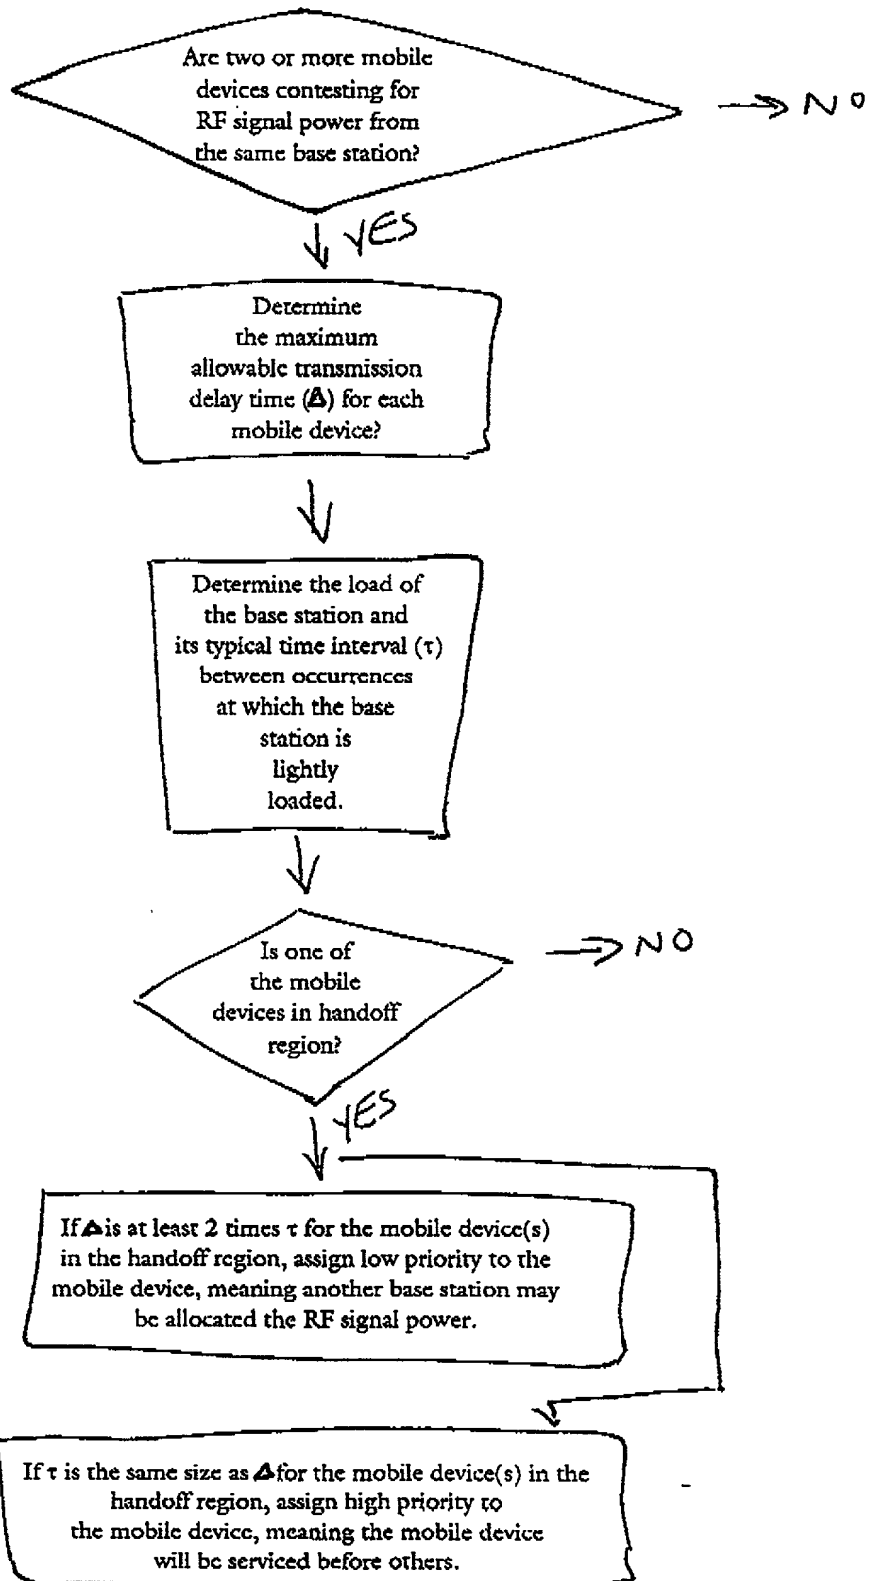 Are two or more mobile
devices contesting for
RF signal power from
the same base station?
→ NO
YES
Determine
the maximum
allowable transmission
delay time (Δ) for each
mobile device?
Determine the load of
the base station and
its typical time interval (τ)
between occurrences
at which the base
station is
lightly
loaded.
Is one of
the mobile
devices in handoff
region?
→ NO
YES
If Δ is at least 2 times τ for the mobile device(s)
in the handoff region, assign low priority to the
mobile device, meaning another base station may
be allocated the RF signal power.
If τ is the same size as Δ for the mobile device(s) in the
handoff region, assign high priority to
the mobile device, meaning the mobile device
will be serviced before others.